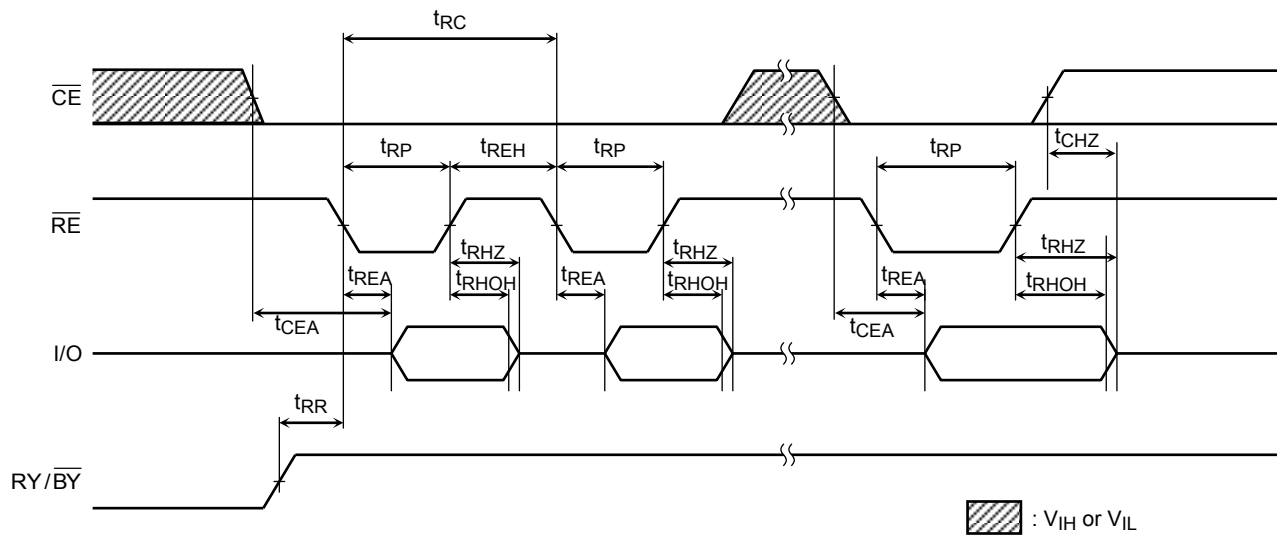 tRC
CE
tCHZ
tRP tREH tRP tRP
RE
tRHZ tRHZ tRHZ
tREA tRHOH tREA tRHOH tREA tRHOH
tCEA tCEA
I/O
tRR
RY/BY
: VIH or VIL